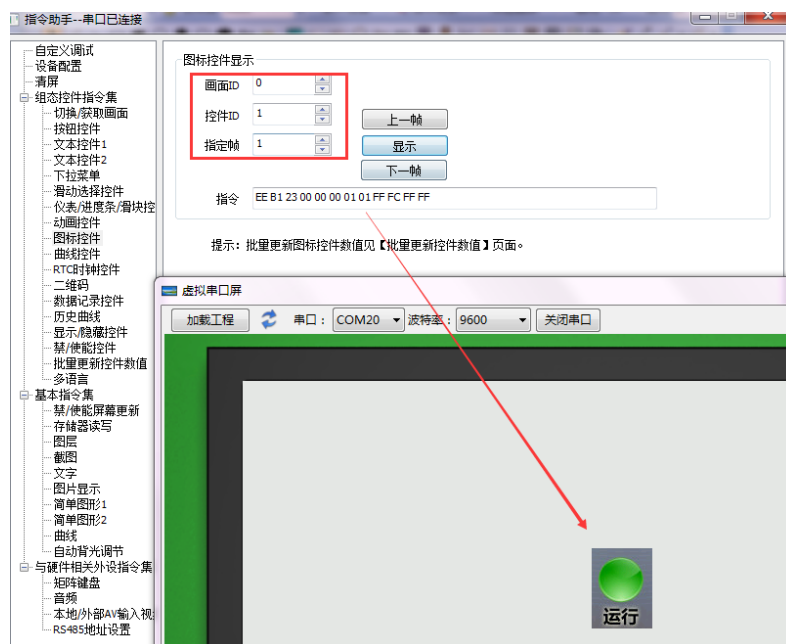 指令助手--串口已连接
自定义调试
设备配置
清屏
组态控件指令集
切换/获取画面
按钮控件
文本控件1
文本控件2
下拉菜单
滑动选择控件
仪表/进度条/滑块控
动画控件
图标控件
曲线控件
RTC时钟控件
二维码
数据记录控件
历史曲线
显示/隐藏控件
禁/使能控件
批里更新控件数值
多语言
基本指令集
禁/使能屏幕更新
存储器读写
图层
截图
文字
图片显示
简单图形1
简单图形2
曲线
自动背光调节
与硬件相关外设指令集
矩阵键盘
音频
本地/外部AV输入视
RS485地址设置
图标控件显示
画面ID 0
控件ID 1 上一帧
指定帧 1 显示
下一帧
指令 EE B1 23 00 00 00 01 01 FF FC FF FF
提示：批里更新图标控件数值见【批里更新控件数值】页面。
虚拟串口屏
加载工程 串口： COM20 波特率： 9600 关闭串口
运行